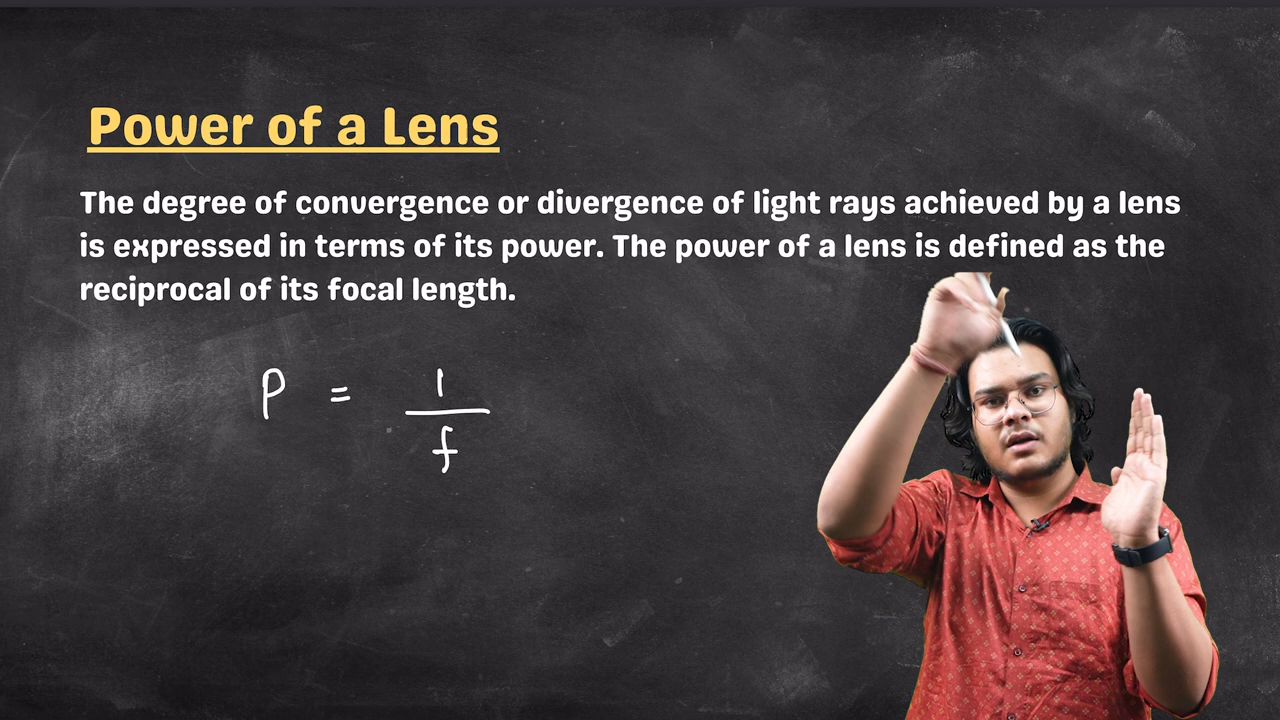 Power of a Lens
The degree of convergence or divergence of light rays achieved by a lens
is expressed in terms of its power. The power of a lens is defined as the
reciprocal of its focal length.
P = 1/f